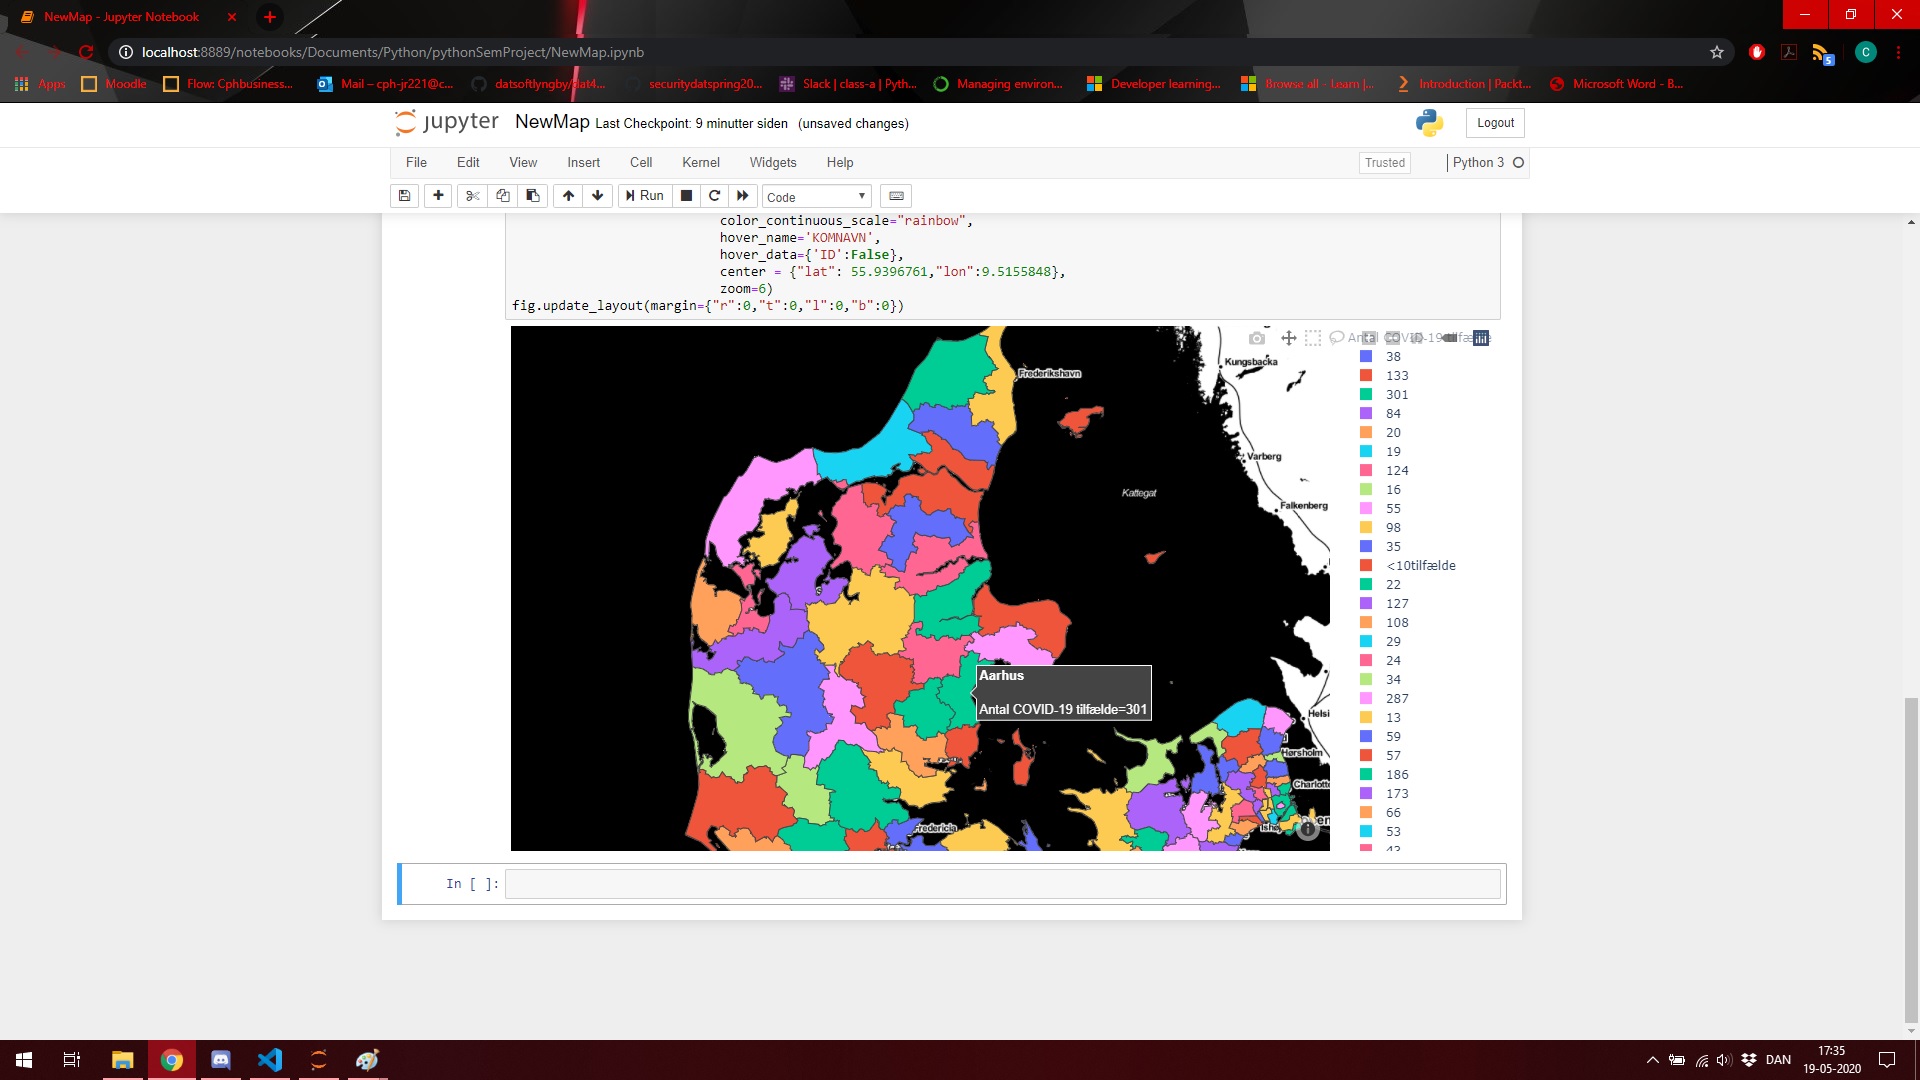 NewMap - Jupyter Notebook
localhost:8889/notebooks/Documents/Python/pythonSemProject/NewMap.ipynb
5
C
Apps
Moodle
Flow: Cphbusiness...
Mail – cph-jr221@c...
datsoftlyngby/dat4...
securitydatspring20...
Slack | class-a | Pyth...
Managing environ...
Developer learning...
Browse all - Learn |...
Introduction | Packt...
Microsoft Word - B...
jupyter
NewMap Last Checkpoint: 9 minutter siden (unsaved changes)
Logout
File Edit View Insert Cell Kernel Widgets Help
Trusted
Python 3
Run
Code
color_continuous_scale="rainbow",
hover_name='KOMNAVN',
hover_data={'ID':False},
center = {"lat": 55.9396761,"lon":9.5155848},
zoom=6)
fig.update_layout(margin={"r":0,"t":0,"l":0,"b":0})
Antal COVID-19 tilfælde
38
133
301
84
20
19
124
16
55
98
35
<10tilfælde
22
127
108
29
24
34
287
13
59
57
186
173
66
53
43
Kungsbacka
Frederikshavn
Varberg
Kattegat
Falkenberg
Aarhus
Antal COVID-19 tilfælde=301
Helsi
Hørsholm
Charlotte
Fredericia
Ishøj
In [ ]:
DAN
17:35
19-05-2020